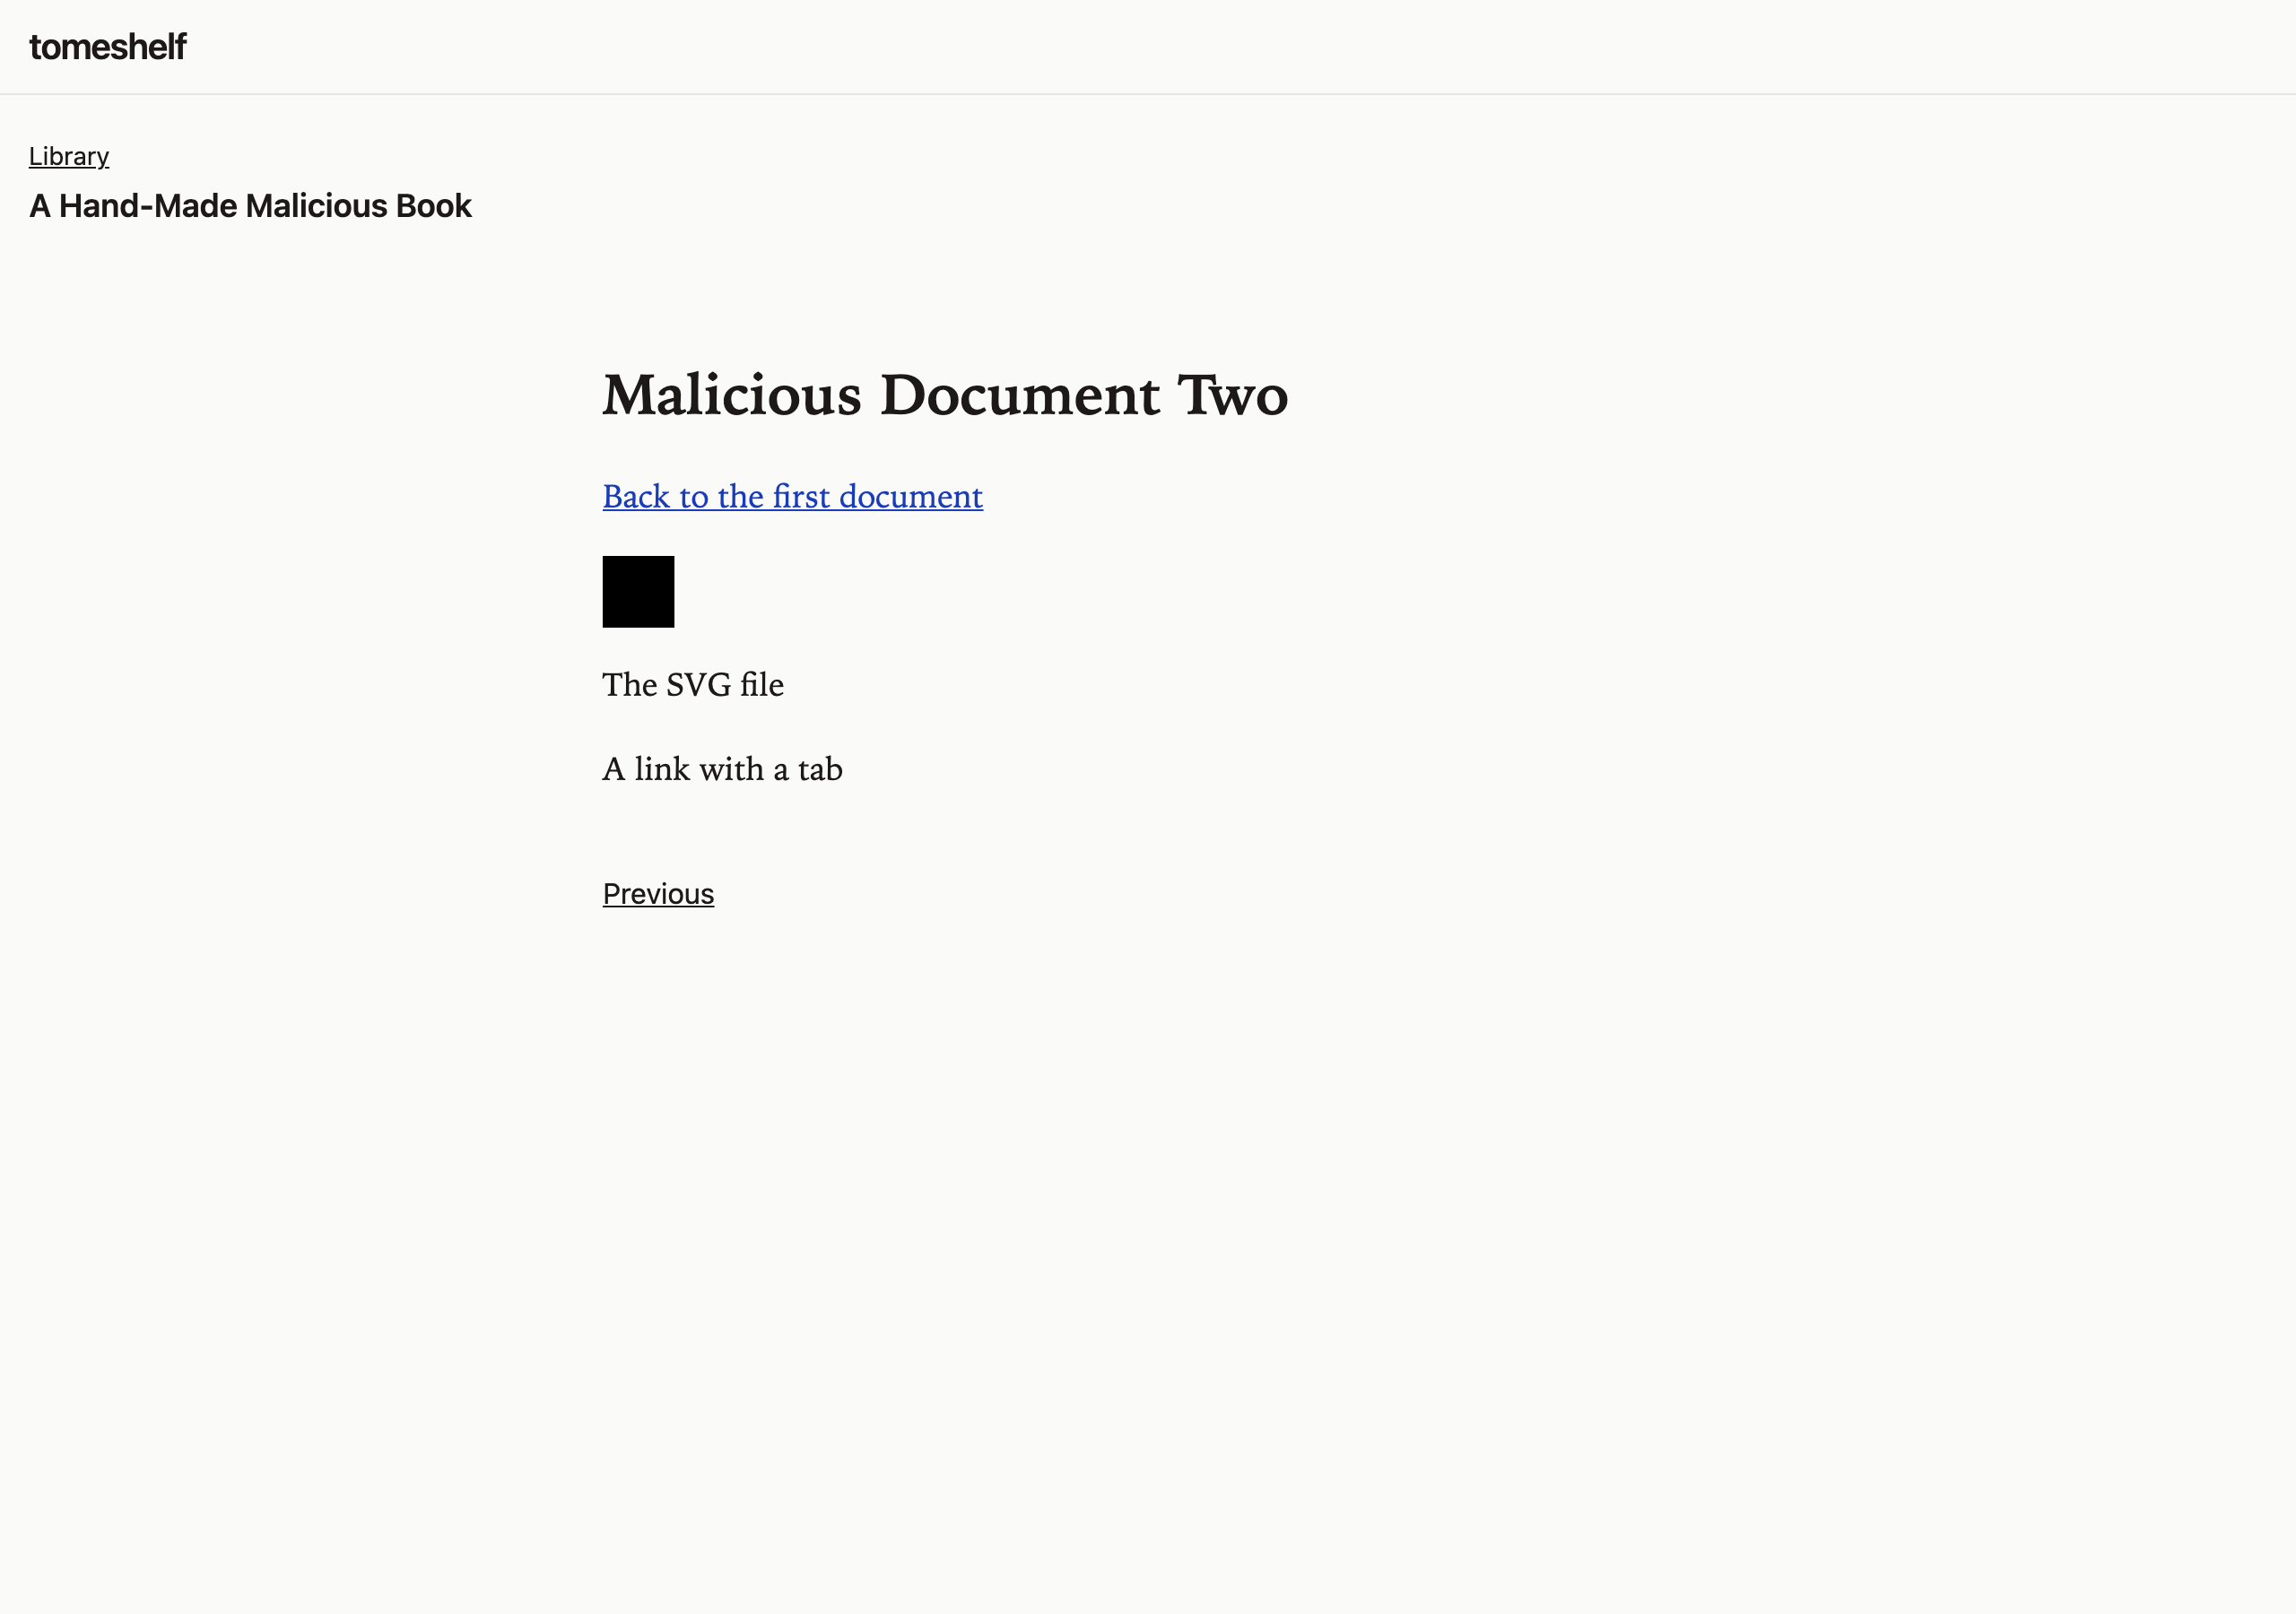 tomeshelf
Library
A Hand-Made Malicious Book
Malicious Document Two
Back to the first document
The SVG file
A link with a tab
Previous